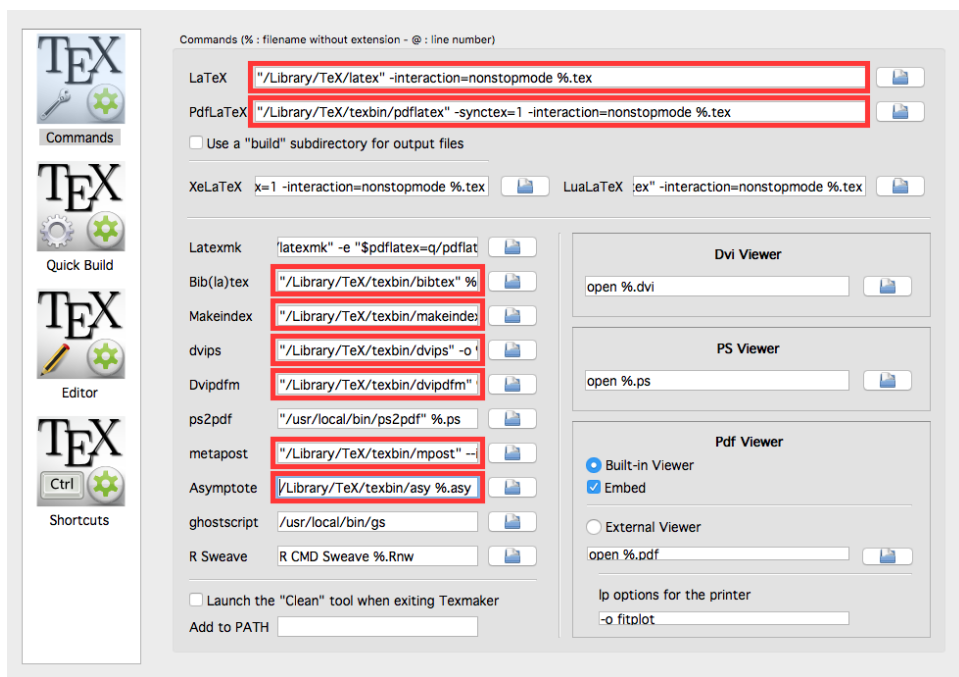 Commands (% : filename without extension - @ : line number)
TEX
Commands
TEX
Quick Build
TEX
Editor
TEX
Ctrl
Shortcuts
LaTeX "/Library/TeX/latex" -interaction=nonstopmode %.tex
PdfLaTeX "/Library/TeX/texbin/pdflatex" -synctex=1 -interaction=nonstopmode %.tex
Use a "build" subdirectory for output files
XeLaTeX x=1 -interaction=nonstopmode %.tex LuaLaTeX ex" -interaction=nonstopmode %.tex
Latexmk latexmk" -e "$pdflatex=q/pdflat
Bib(la)tex "/Library/TeX/texbin/bibtex" %
Makeindex "/Library/TeX/texbin/makeindex
dvips "/Library/TeX/texbin/dvips" -o
Dvipdfm "/Library/TeX/texbin/dvipdfm"
ps2pdf "/usr/local/bin/ps2pdf" %.ps
metapost "/Library/TeX/texbin/mpost" --i
Asymptote /Library/TeX/texbin/asy %.asy
ghostscript /usr/local/bin/gs
R Sweave R CMD Sweave %.Rnw
Launch the "Clean" tool when exiting Texmaker
Add to PATH
Dvi Viewer
open %.dvi
PS Viewer
open %.ps
Pdf Viewer
Built-in Viewer
Embed
External Viewer
open %.pdf
lp options for the printer
-o fitplot